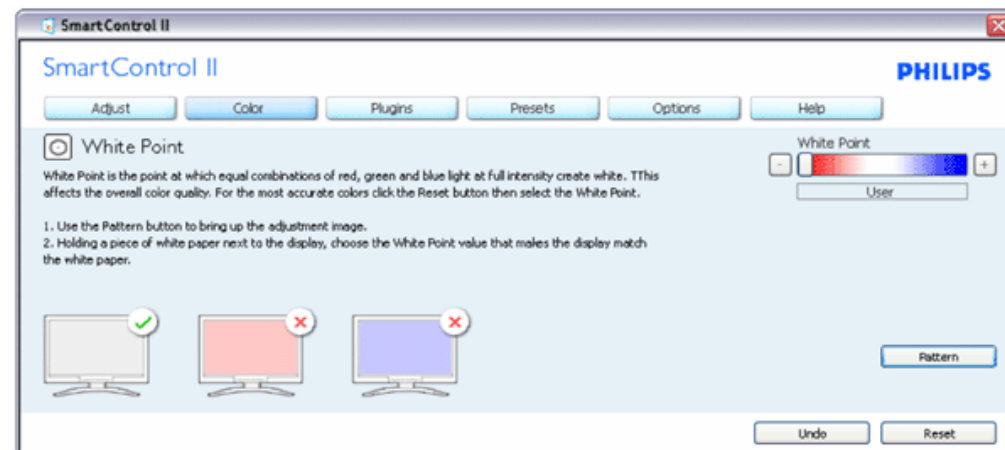 SmartControl II
SmartControl II
PHILIPS
Adjust
Color
Plugins
Presets
Options
Help
White Point
White Point is the point at which equal combinations of red, green and blue light at full intensity create white. TThis
affects the overall color quality. For the most accurate colors click the Reset button then select the White Point.
1. Use the Pattern button to bring up the adjustment image.
2. Holding a piece of white paper next to the display, choose the White Point value that makes the display match
the white paper.
White Point
-
+
User
Pattern
Undo
Reset